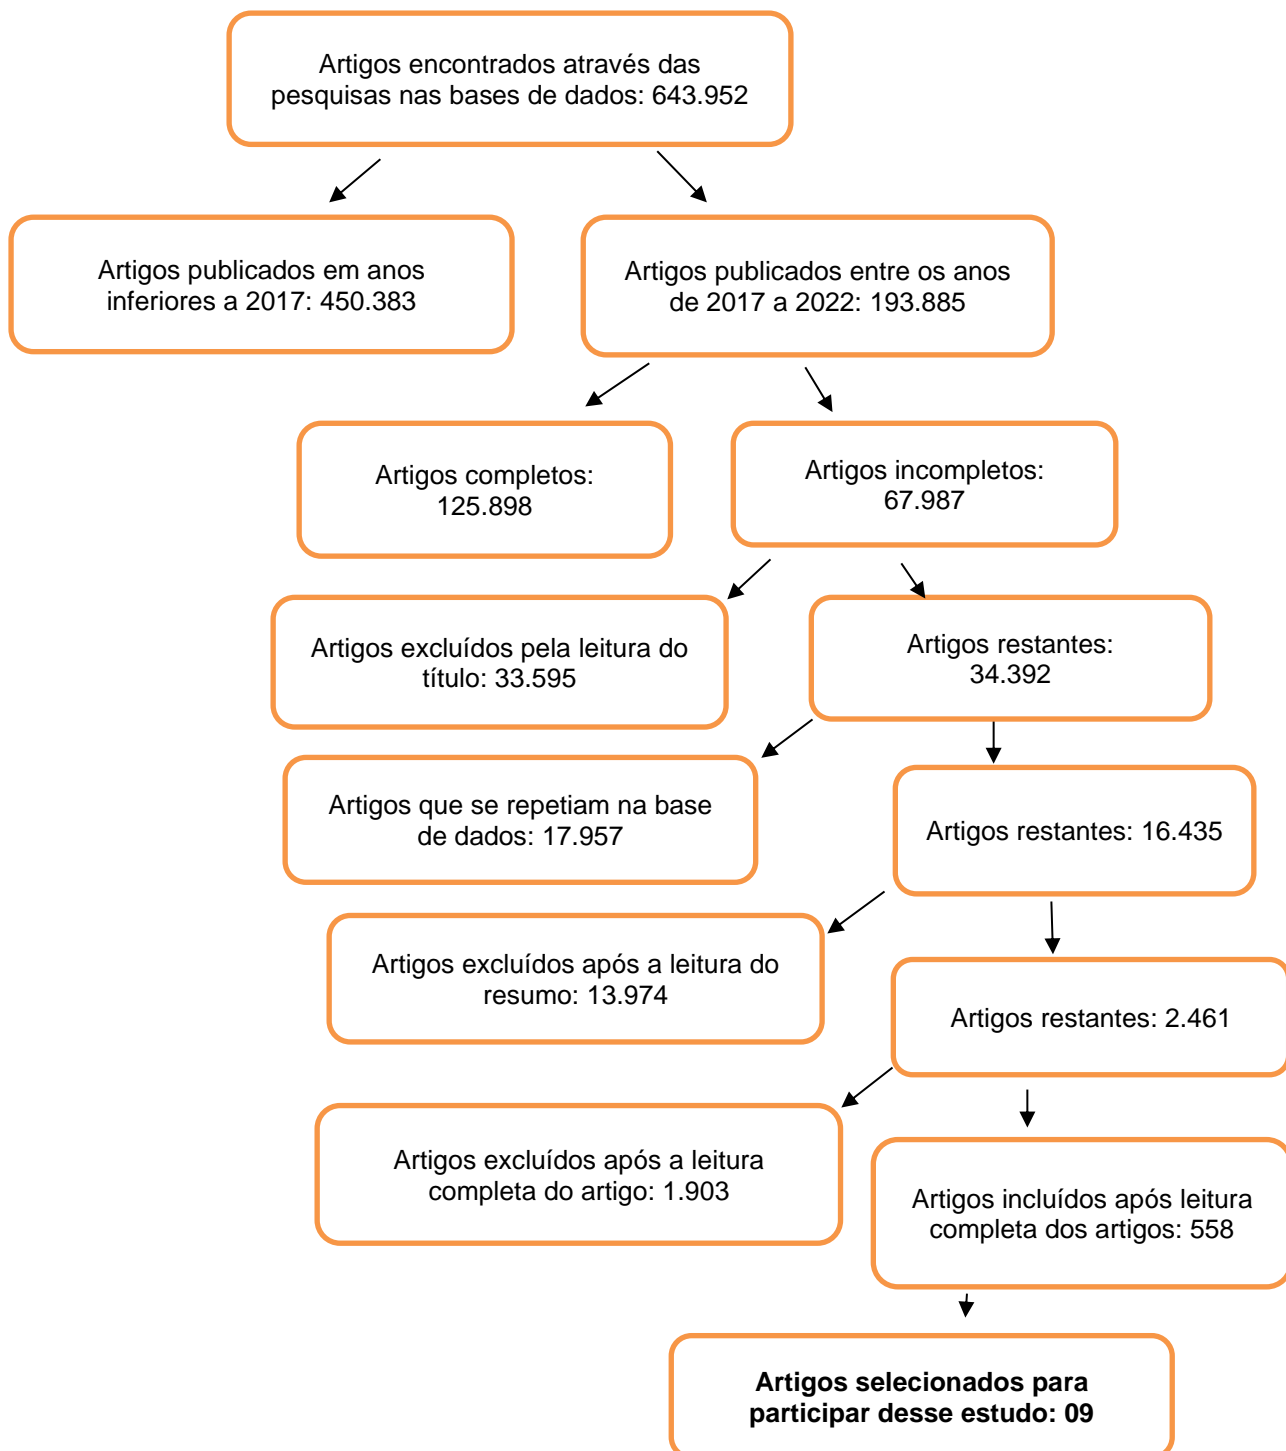 Artigos encontrados através das
pesquisas nas bases de dados: 643.952
Artigos publicados em anos
inferiores a 2017: 450.383
Artigos publicados entre os anos
de 2017 a 2022: 193.885
Artigos completos:
125.898
Artigos incompletos:
67.987
Artigos excluídos pela leitura do
título: 33.595
Artigos restantes:
34.392
Artigos que se repetiam na base
de dados: 17.957
Artigos restantes: 16.435
Artigos excluídos após a leitura do
resumo: 13.974
Artigos restantes: 2.461
Artigos excluídos após a leitura
completa do artigo: 1.903
Artigos incluídos após leitura
completa dos artigos: 558
Artigos selecionados para
participar desse estudo: 09